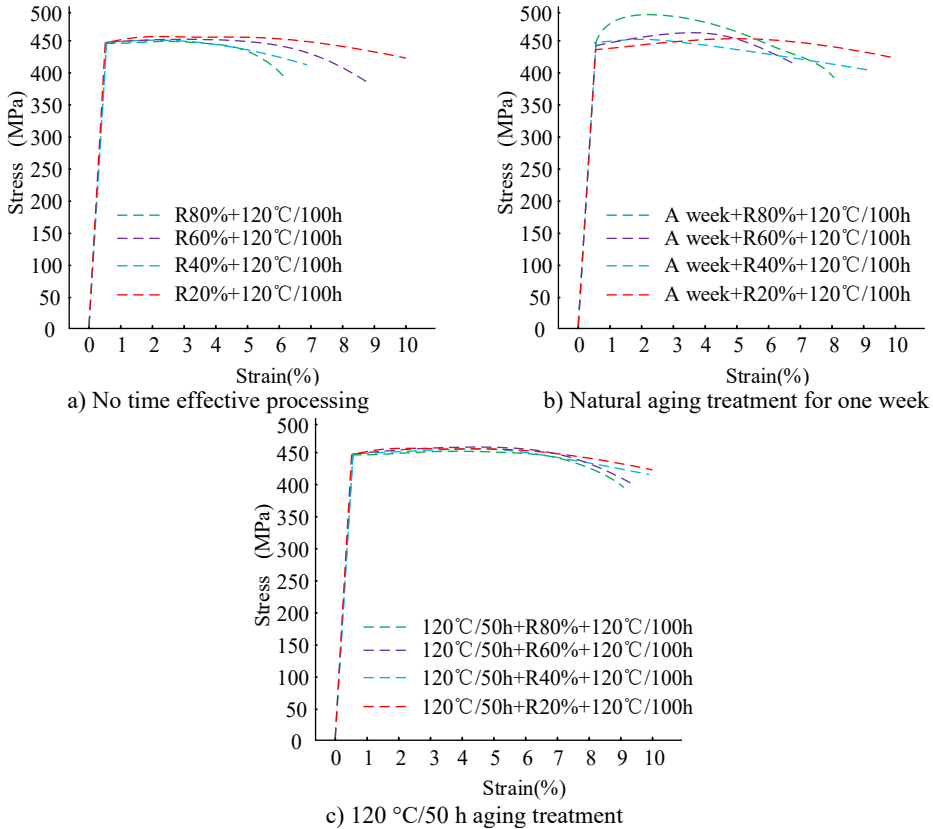 500
450
400
350
300
250
200
150
100
50
0
Stress (MPa)
R80%+120℃/100h
R60%+120℃/100h
R40%+120℃/100h
R20%+120℃/100h
0 1 2 3 4 5 6 7 8 9 10
Strain(%)
a) No time effective processing
500
450
400
350
300
250
200
150
100
50
0
Stress (MPa)
A week+R80%+120℃/100h
A week+R60%+120℃/100h
A week+R40%+120℃/100h
A week+R20%+120℃/100h
0 1 2 3 4 5 6 7 8 9 10
Strain(%)
b) Natural aging treatment for one week
500
450
400
350
300
250
200
150
100
50
0
Stress (MPa)
120℃/50h+R80%+120℃/100h
120℃/50h+R60%+120℃/100h
120℃/50h+R40%+120℃/100h
120℃/50h+R20%+120℃/100h
0 1 2 3 4 5 6 7 8 9 10
Strain(%)
c) 120 °C/50 h aging treatment